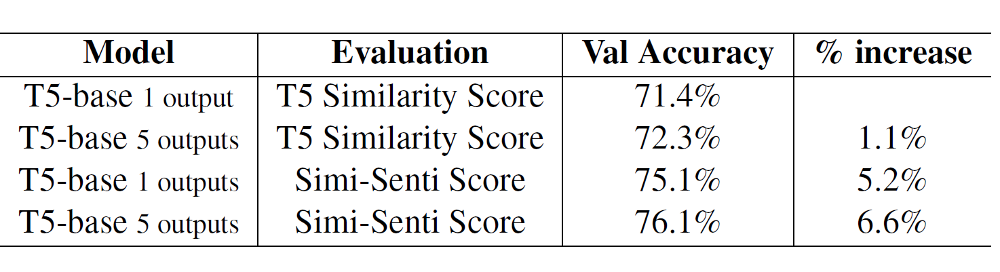 Model Evaluation Val Accuracy % increase
T5-base 1 output T5 Similarity Score 71.4%
T5-base 5 outputs T5 Similarity Score 72.3% 1.1%
T5-base 1 outputs Simi-Senti Score 75.1% 5.2%
T5-base 5 outputs Simi-Senti Score 76.1% 6.6%